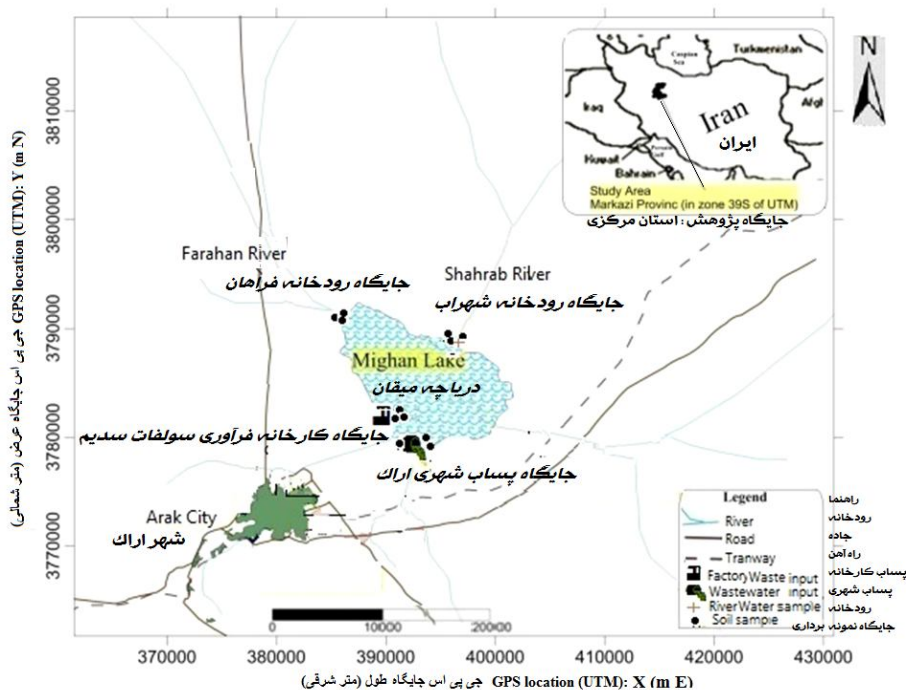 N
Caspian
Sea
Turkmenistan
Iraq
Iran
ایران
Afg
Kuwait
Bahrain
Study Area
Markazi Provinc (in zone 39S of UTM)
جایگاه پژوهش: استان مرکزی
3810000
3800000
3790000
3780000
3770000
جی پی اس جایگاه عرض (متر شمالی) GPS location (UTM): Y (m N)
Farahan River
جایگاه رودخانه فراهان
Shahrab River
جایگاه رودخانه شهراب
Mighan Lake
دریاچه میقان
جایگاه کارخانه فرآوری سولفات سدیم
جایگاه پساب شهری اراک
Arak City
شهر اراک
0
10000
20000
Legend
راهنما
River
رودخانه
Road
جاده
Tranway
راه آهن
Factory Waste input
پساب کارخانه
Wastewater input
پساب شهری
River Water sample
رودخانه
Soil sample
جایگاه نمونه برداری
370000
380000
390000
400000
410000
420000
430000
جی پی اس جایگاه طول (متر شرقی) GPS location (UTM): X (m E)